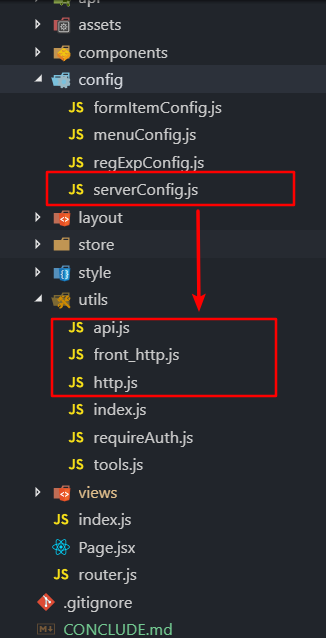 api
assets
components
config
JS formItemConfig.js
JS menuConfig.js
JS regExpConfig.js
JS serverConfig.js
layout
store
style
utils
JS api.js
JS front_http.js
JS http.js
JS index.js
JS requireAuth.js
JS tools.js
views
JS index.js
Page.jsx
JS router.js
.gitignore
CONCLUDE.md